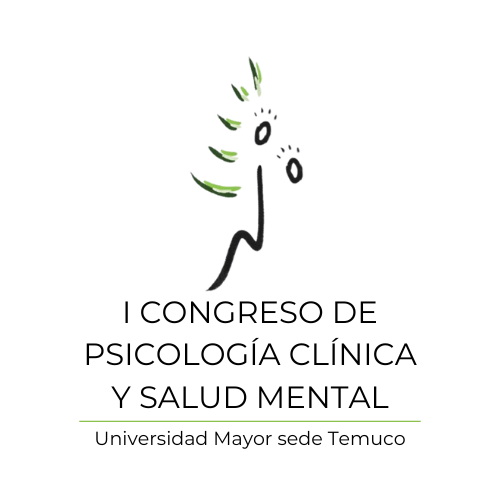 I CONGRESO DE
PSICOLOGÍA CLÍNICA
Y SALUD MENTAL
Universidad Mayor sede Temuco